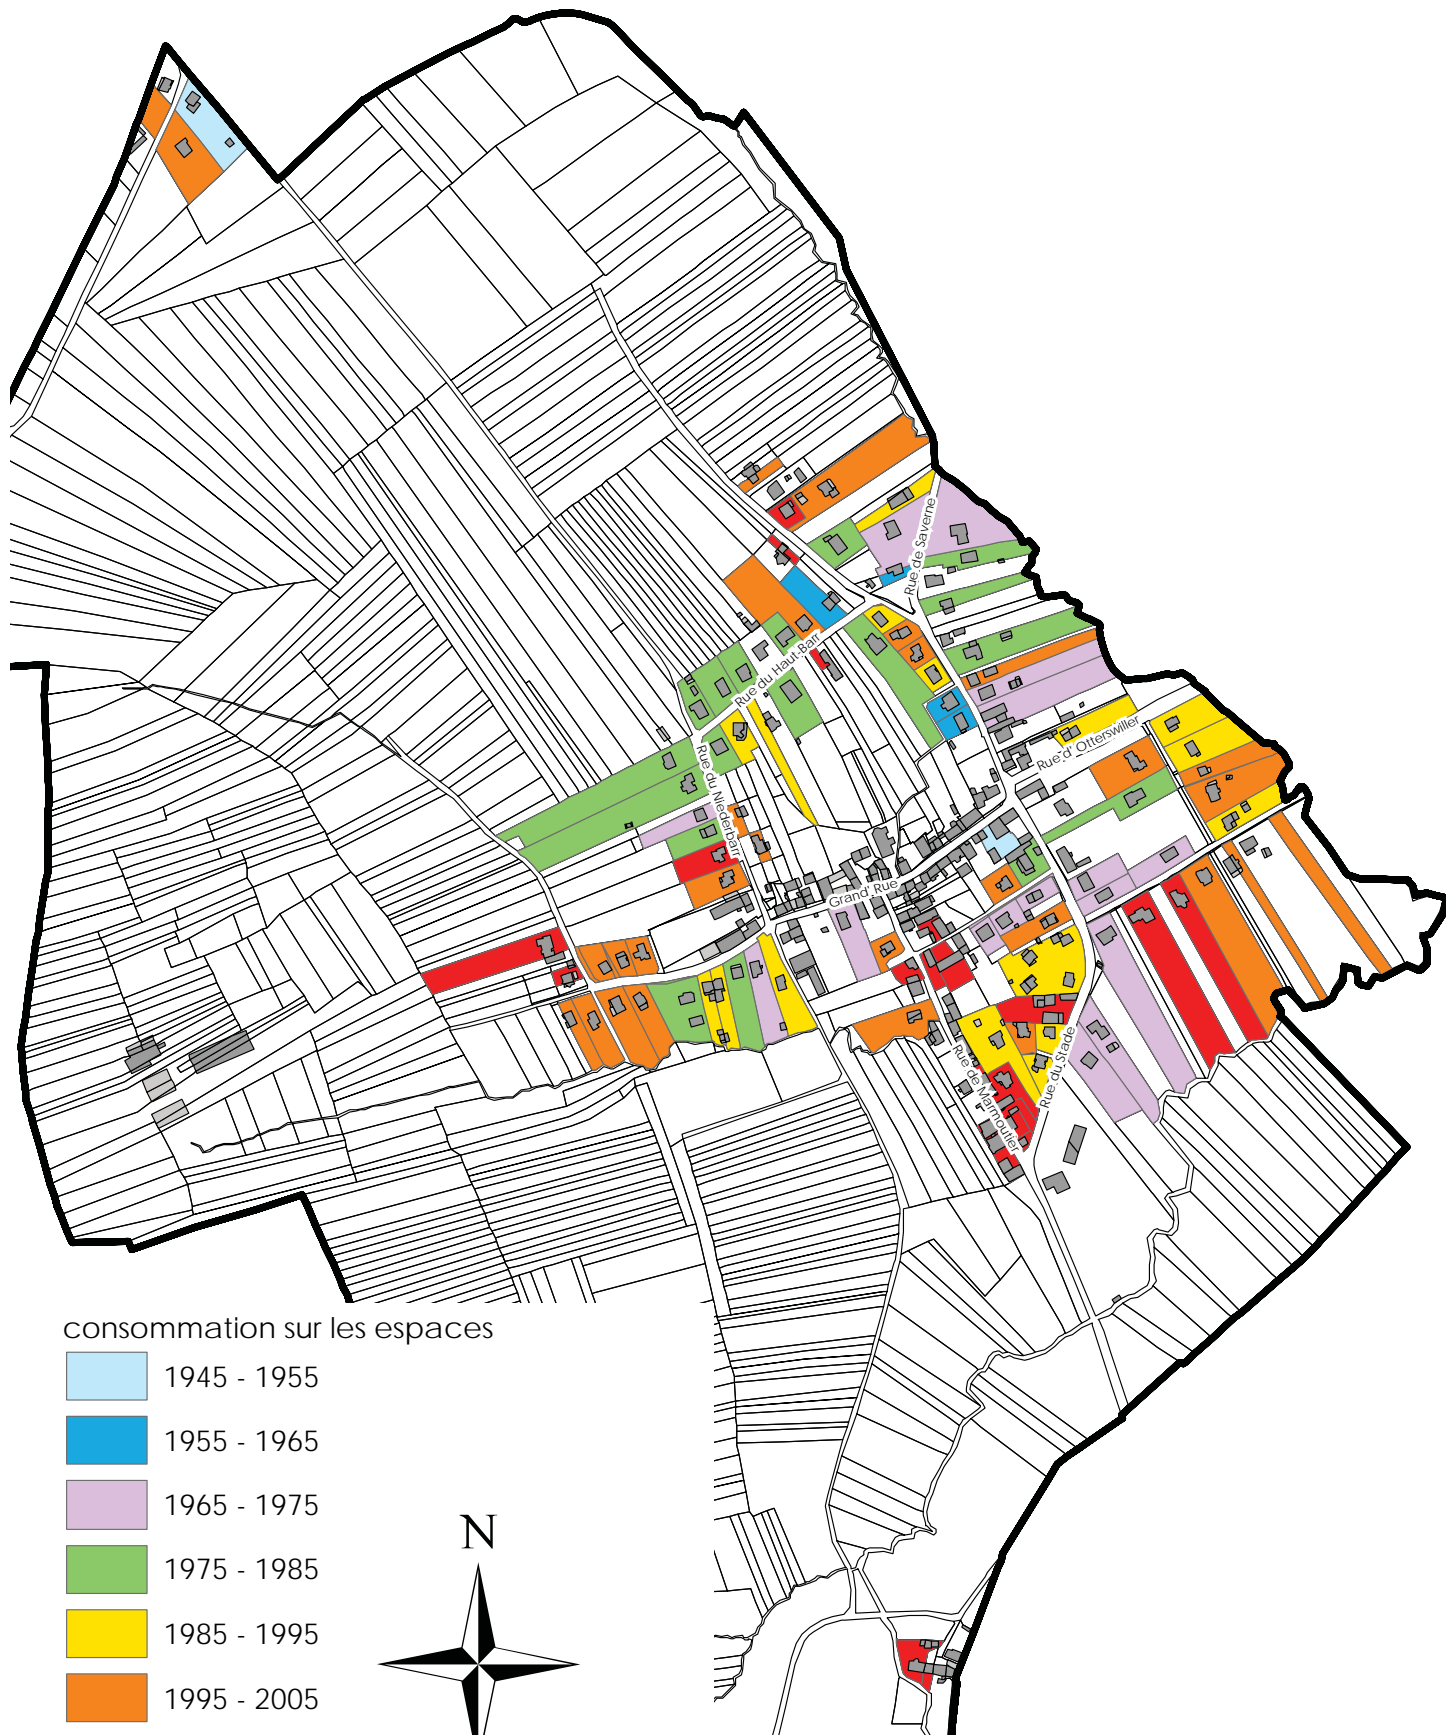 Rue de Saverne
Rue du Haut-Barr
Rue d'Otterswiller
Rue du Niederbarr
Grand'Rue
Rue du Stade
Rue de Marmoutier
consommation sur les espaces
1945 - 1955
1955 - 1965
1965 - 1975
1975 - 1985
1985 - 1995
1995 - 2005
N